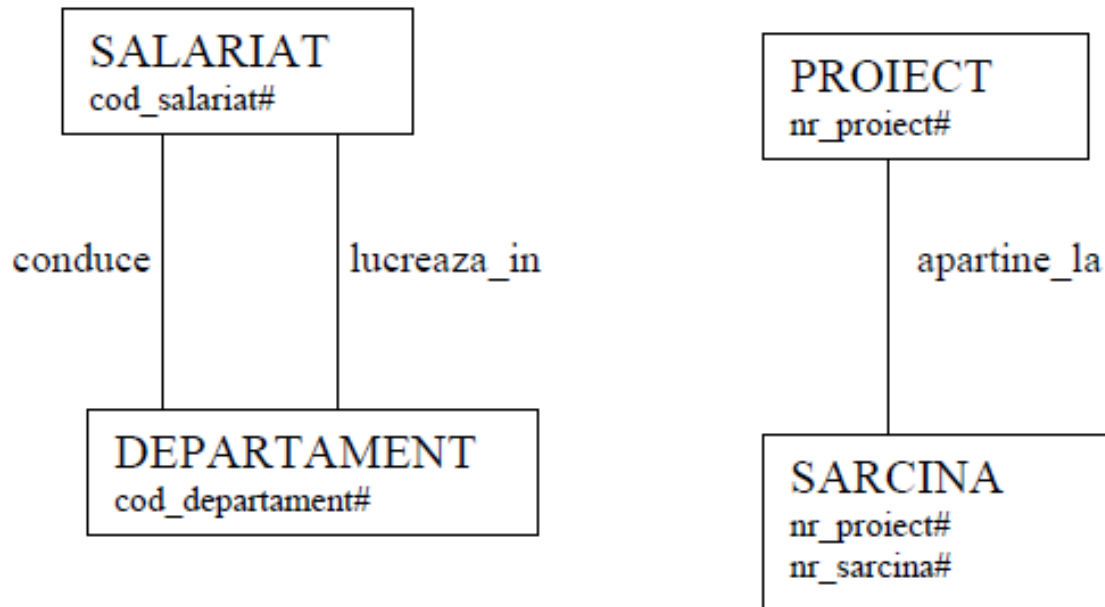 SALARIAT
cod_salariat#
PROIECT
nr_proiect#
conduce
lucreaza_in
apartine_la
DEPARTAMENT
cod_departament#
SARCINA
nr_proiect#
nr_sarcina#